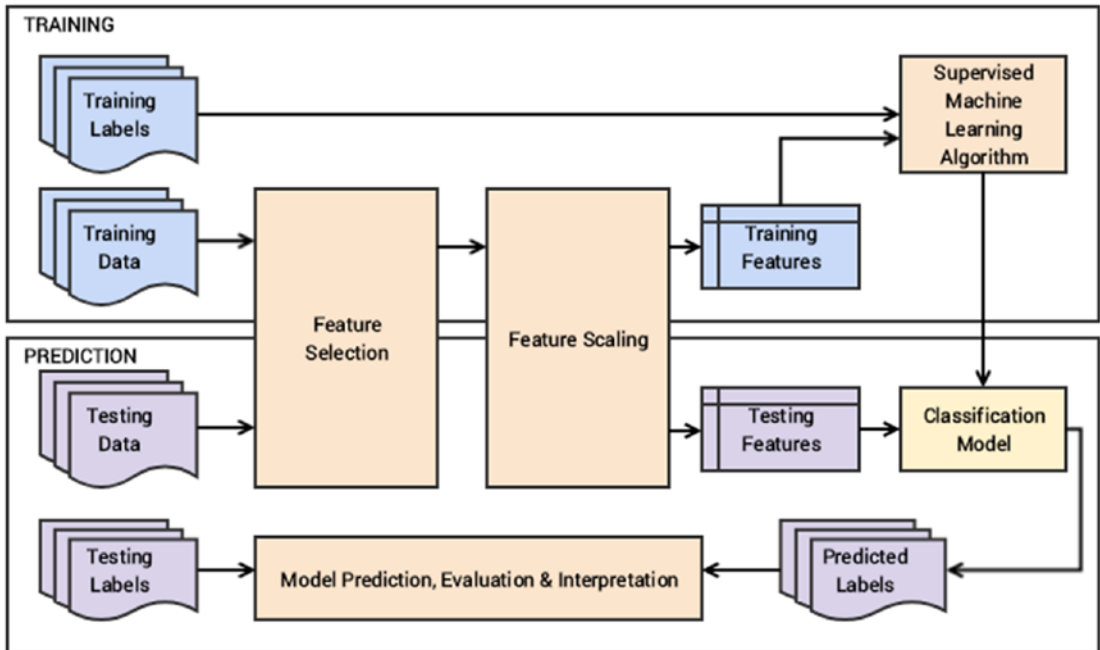 TRAINING
Training
Labels
Supervised
Machine
Learning
Algorithm
Training
Data
Feature
Selection
Feature Scaling
Training
Features
PREDICTION
Testing
Data
Testing
Features
Classification
Model
Testing
Labels
Model Prediction, Evaluation & Interpretation
Predicted
Labels